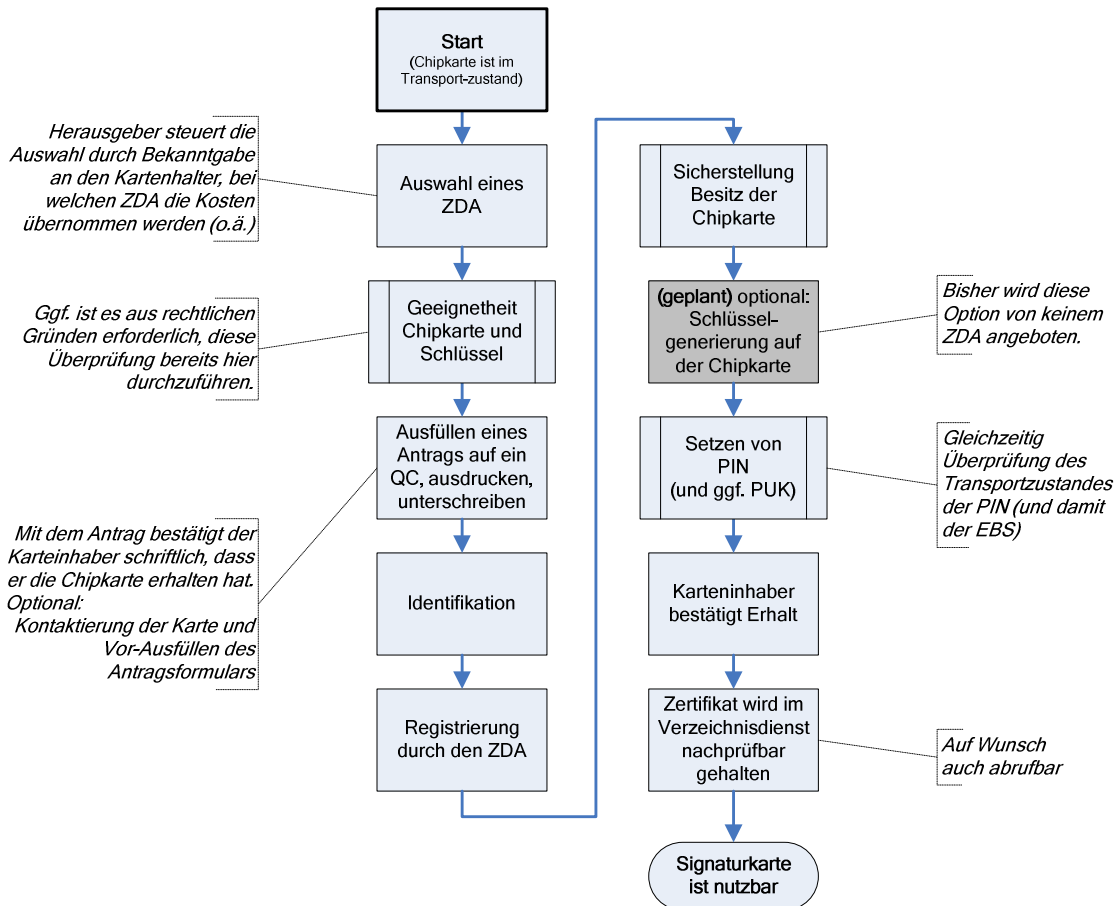 Start
(Chipkarte ist im
Transport-zustand)
Herausgeber steuert die
Auswahl durch Bekanntgabe
an den Kartenhalter, bei
welchen ZDA die Kosten
übernommen werden (o.ä.)
Auswahl eines
ZDA
Ggf. ist es aus rechtlichen
Gründen erforderlich, diese
Überprüfung bereits hier
durchzuführen.
Geeignetheit
Chipkarte und
Schlüssel
Ausfüllen eines
Antrags auf ein
QC, ausdrucken,
unterschreiben
Mit dem Antrag bestätigt der
Karteinhaber schriftlich, dass
er die Chipkarte erhalten hat.
Optional:
Kontaktierung der Karte und
Vor-Ausfüllen des
Antragsformulars
Identifikation
Registrierung
durch den ZDA
Sicherstellung
Besitz der
Chipkarte
(geplant) optional:
Schlüssel-
generierung auf
der Chipkarte
Bisher wird diese
Option von keinem
ZDA angeboten.
Setzen von
PIN
(und ggf. PUK)
Gleichzeitig
Überprüfung des
Transportzustandes
der PIN (und damit
der EBS)
Karteninhaber
bestätigt Erhalt
Zertifikat wird im
Verzeichnisdienst
nachprüfbar
gehalten
Auf Wunsch
auch abrufbar
Signaturkarte
ist nutzbar